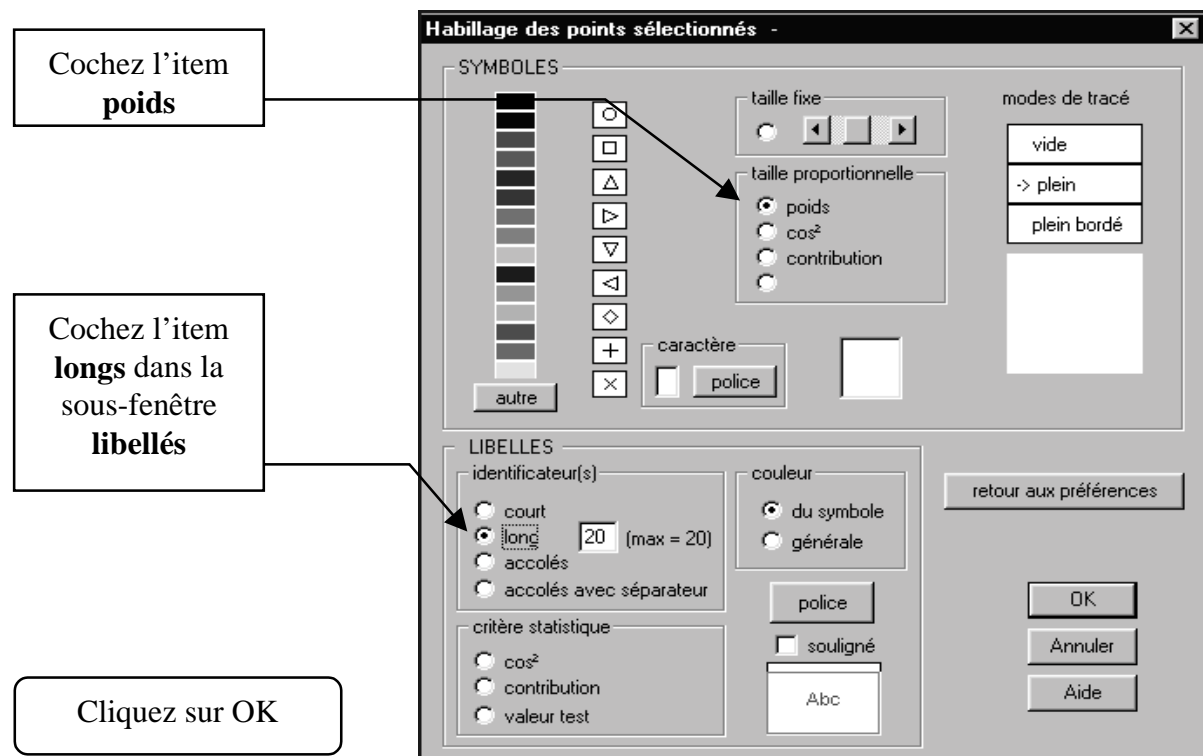 Cochez l’item
poids
Cochez l’item
longs dans la
sous-fenêtre
libellés
Cliquez sur OK
Habillage des points sélectionnés -
SYMBOLES
autre
taille fixe
taille proportionnelle
poids
cos²
contribution
caractère
police
modes de tracé
vide
-> plein
plein bordé
LIBELLES
identificateur(s)
court
long 20 (max = 20)
accolés
accolés avec séparateur
critère statistique
cos²
contribution
valeur test
couleur
du symbole
générale
police
souligné
Abc
retour aux préférences
OK
Annuler
Aide